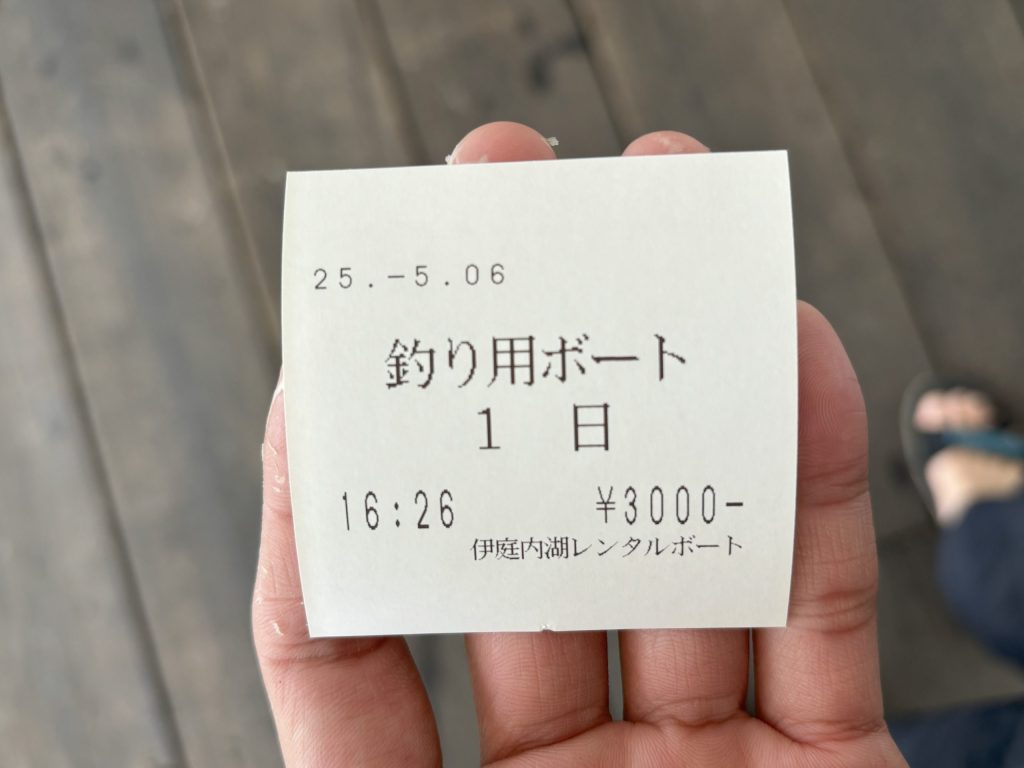 25.-5.06
釣り用ボート
1 日
16:26 ¥3000-
伊庭内湖レンタルボート